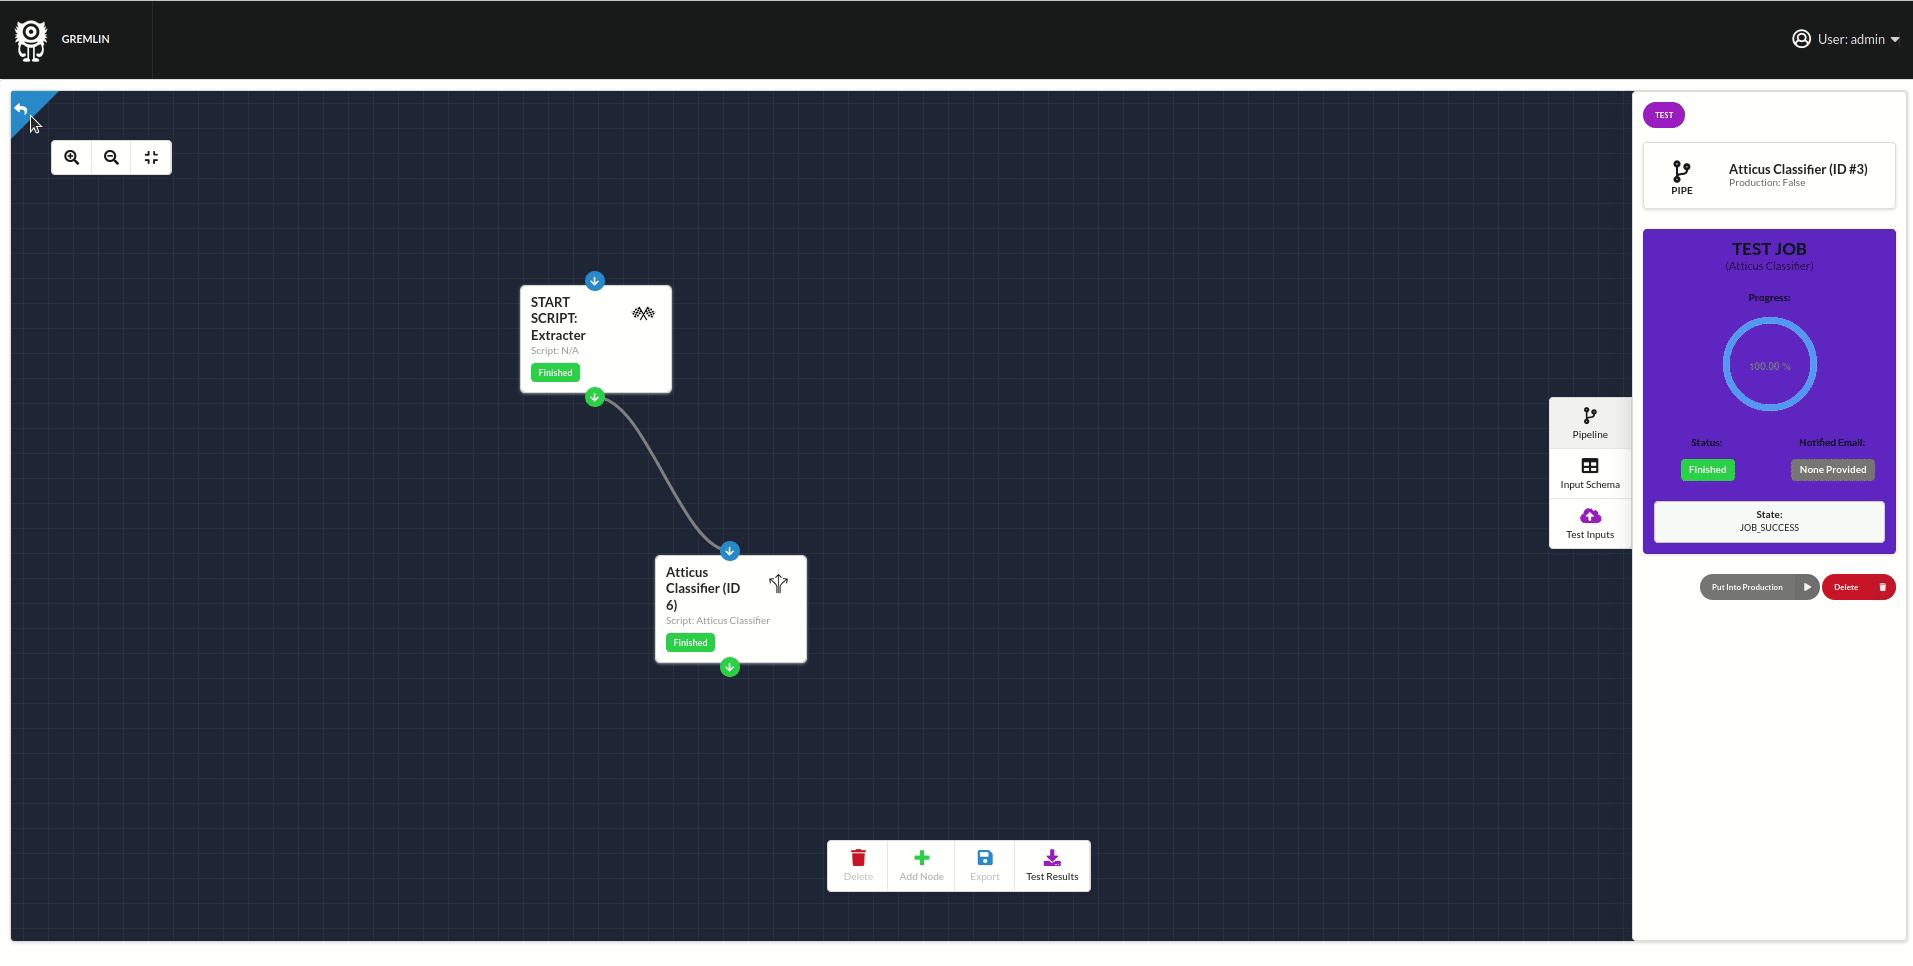 GREMLIN
User: admin
TEST
PIPE
Atticus Classifier (ID #3)
Production: False
TEST JOB
(Atticus Classifier)
Progress:
100.00 %
Status:
Notified Email:
Finished
None Provided
State:
JOB_SUCCESS
Put Into Production
Delete
START
SCRIPT:
Extracter
Script: N/A
Finished
Pipeline
Input Schema
Test Inputs
Atticus
Classifier (ID
6)
Script: Atticus Classifier
Finished
Delete
Add Node
Export
Test Results